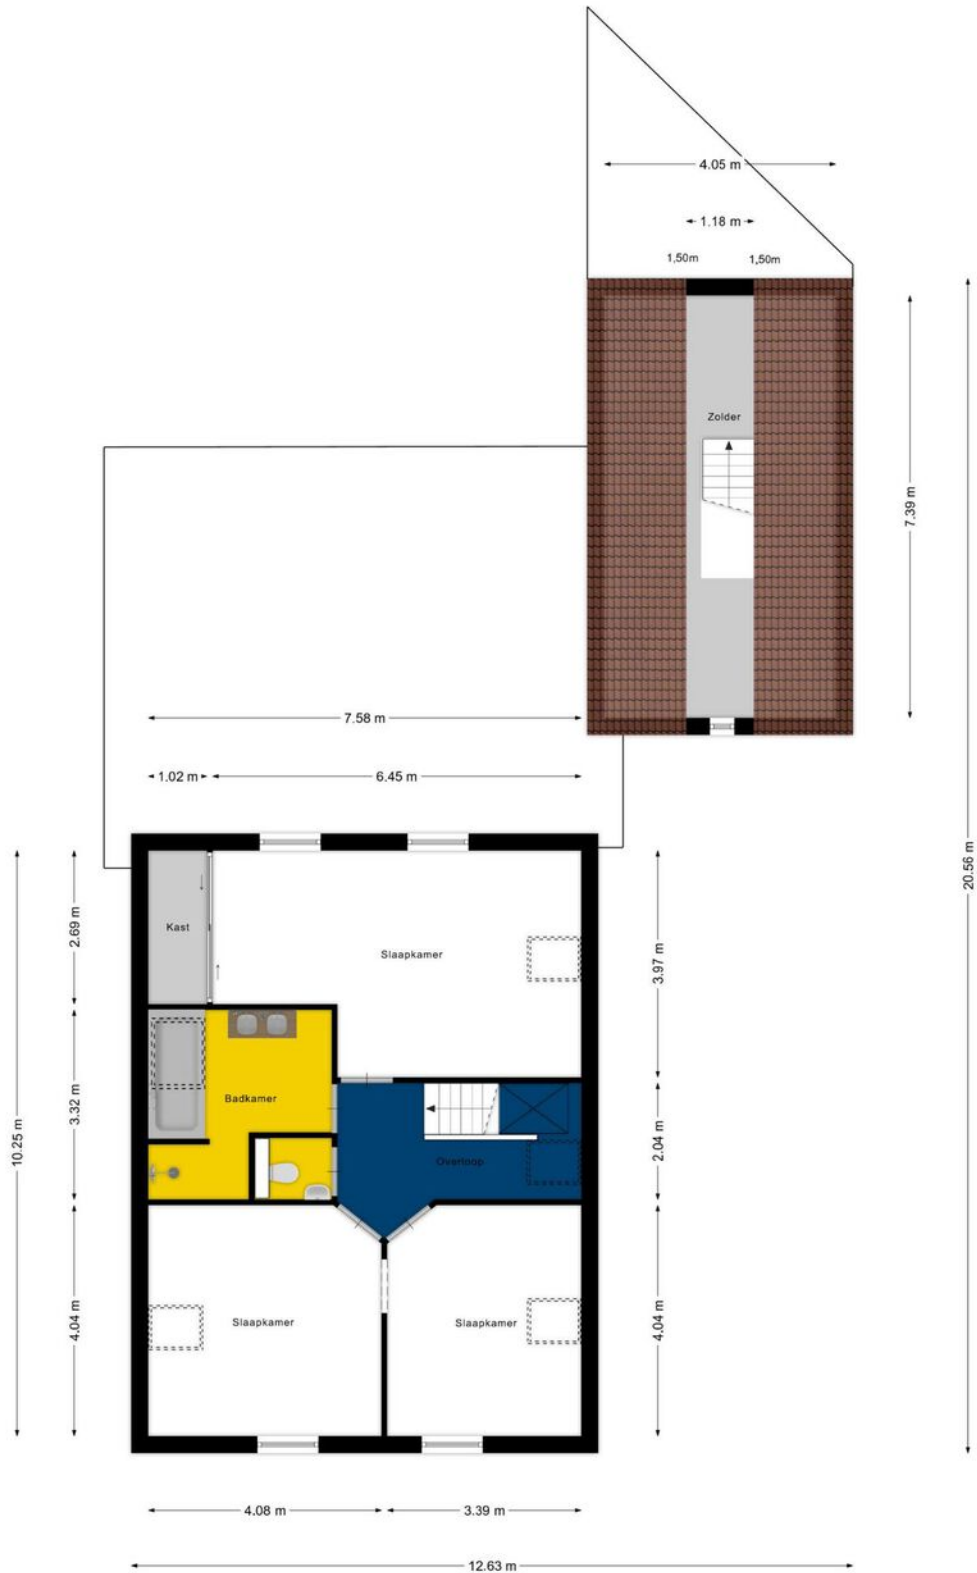 4.05 m
1.18 m
1,50m 1,50m
Zolder
7.39 m
7.58 m
1.02 m 6.45 m
20.56 m
2.69 m
Kast
Slaapkamer
3.97 m
10.25 m
3.32 m
Badkamer
2.04 m
Overloop
4.04 m
Slaapkamer
Slaapkamer
4.04 m
4.08 m 3.39 m
12.63 m